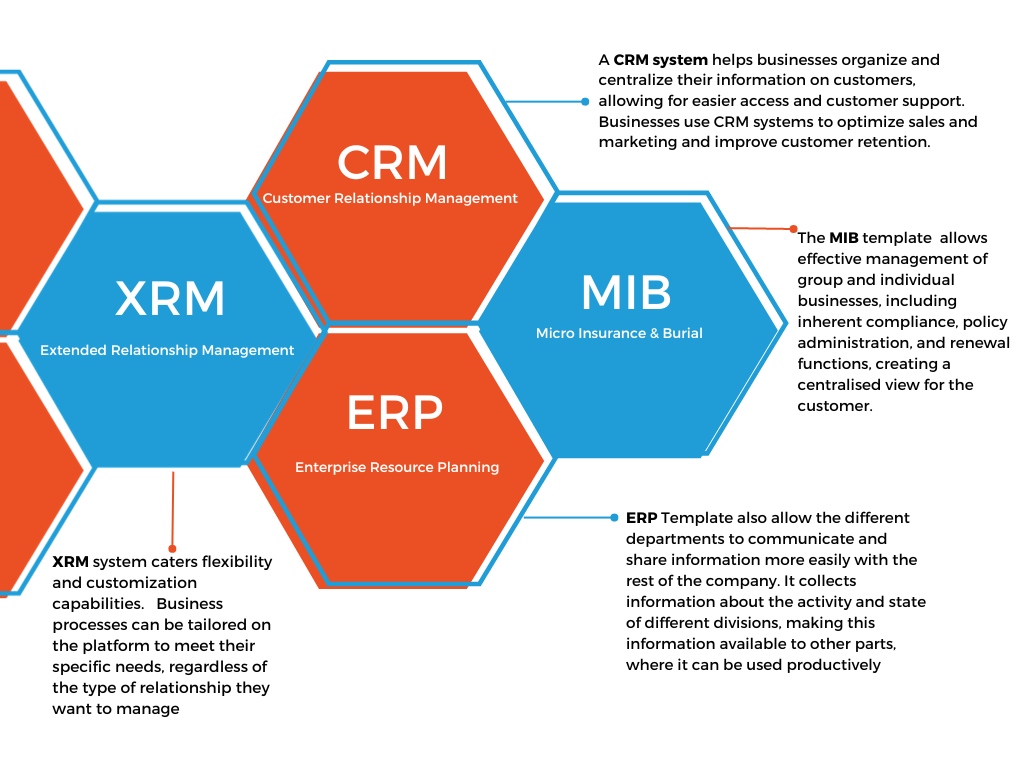 CRM
Customer Relationship Management
A CRM system helps businesses organize and
centralize their information on customers,
allowing for easier access and customer support.
Businesses use CRM systems to optimize sales and
marketing and improve customer retention.
XRM
Extended Relationship Management
MIB
Micro Insurance & Burial
The MIB template  allows
effective management of
group and individual
businesses, including
inherent compliance, policy
administration, and renewal
functions, creating a
centralised view for the
customer.
ERP
Enterprise Resource Planning
XRM system caters flexibility
and customization
capabilities.   Business
processes can be tailored on
the platform to meet their
specific needs, regardless of
the type of relationship they
want to manage
ERP Template also allow the different
departments to communicate and
share information more easily with the
rest of the company. It collects
information about the activity and state
of different divisions, making this
information available to other parts,
where it can be used productively